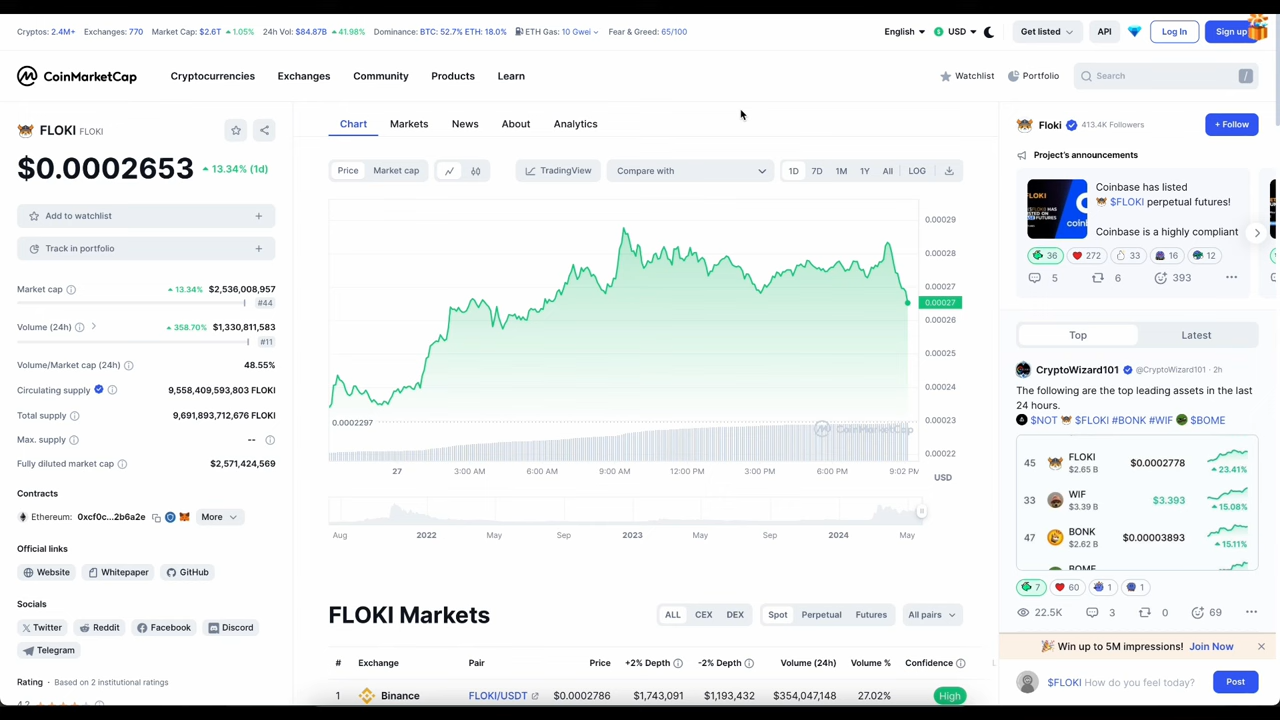 Cryptos: 2.4M+ Exchanges: 770 Market Cap: $2.6T 1.05% 24h Vol: $84.87B 41.98% Dominance: BTC: 52.7% ETH: 18.0% ETH Gas: 10 Gwei Fear & Greed: 65/100
English USD Get listed API Log In Sign up
CoinMarketCap Cryptocurrencies Exchanges Community Products Learn Watchlist Portfolio Search /
FLOKI FLOKI
$0.0002653 13.34% (1d)
Add to watchlist +
Track in portfolio +
Market cap 13.34% $2,536,008,957
#44
Volume (24h) 358.70% $1,330,811,583
#11
Volume/Market cap (24h) 48.55%
Circulating supply 9,558,409,593,803 FLOKI
Total supply 9,691,893,712,676 FLOKI
Max. supply --
Fully diluted market cap $2,571,424,569
Contracts
Ethereum: 0xcf0c...2b6a2e More
Official links
Website Whitepaper GitHub
Socials
Twitter Reddit Facebook Discord
Telegram
Rating · Based on 2 institutional ratings
Chart Markets News About Analytics
Price Market cap TradingView Compare with 1D 7D 1M 1Y All LOG
0.00029
0.00028
0.00027
0.00027
0.00026
0.00025
0.00024
0.00023
0.00022
0.0002297
CoinMarketCap
27 3:00 AM 6:00 AM 9:00 AM 12:00 PM 3:00 PM 6:00 PM 9:02 PM
USD
Aug 2022 May Sep 2023 May Sep 2024 May
FLOKI Markets
ALL CEX DEX Spot Perpetual Futures All pairs
# Exchange Pair Price +2% Depth -2% Depth Volume (24h) Volume % Confidence
1 Binance FLOKI/USDT $0.0002786 $1,743,091 $1,193,432 $354,047,148 27.02% High
Floki 413.4K Followers + Follow
Project's announcements
Coinbase has listed
$FLOKI perpetual futures!
Coinbase is a highly compliant
36 272 33 16 12
5 6 393
Top Latest
CryptoWizard101 @CryptoWizard101 · 2h
The following are the top leading assets in the last
24 hours.
$NOT $FLOKI #BONK #WIF $BOME
45 FLOKI $2.65 B $0.0002778 23.41%
33 WIF $3.39 B $3.393 15.08%
47 BONK $2.62 B $0.00003893 15.11%
BOME
7 60 1 1
22.5K 3 0 69
Win up to 5M impressions! Join Now
$FLOKI How do you feel today? Post